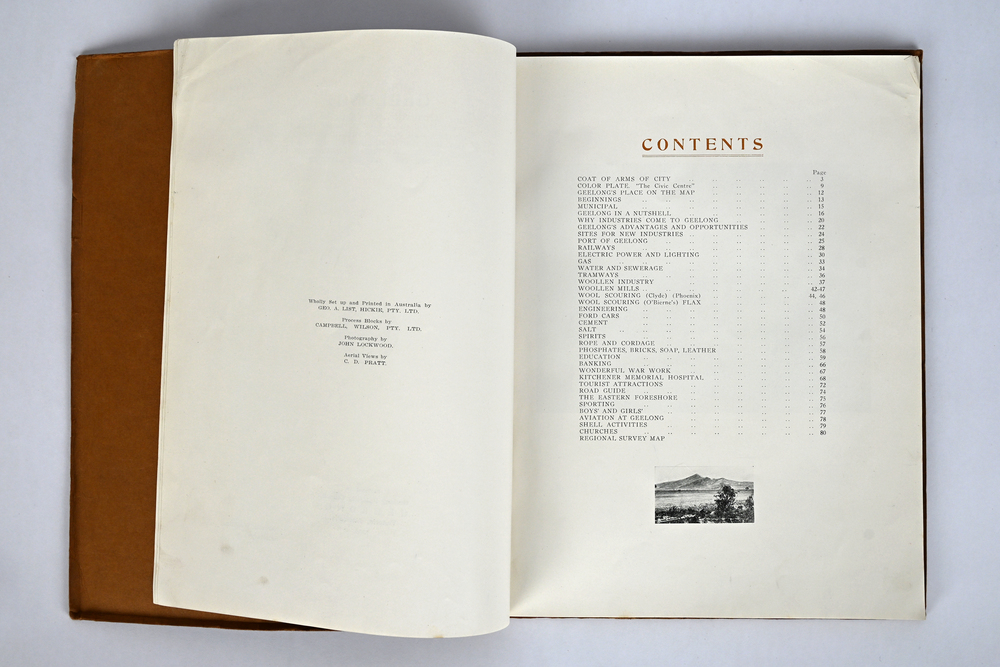 Wholly Set up and Printed in Australia by
GEO. A. LIST, HICKIE, PTY. LTD.
Process Blocks by
CAMPBELL, WILSON, PTY. LTD.
Photography by
JOHN LOCKWOOD.
Aerial Views by
C. D. PRATT.
CONTENTS
PAGE
COAT OF ARMS OF CITY .. .. .. .. .. .. 3
COLOR PLATE, "The Civic Centre" .. .. .. .. .. 9
GEELONG'S PLACE ON THE MAP .. .. .. .. .. 12
BEGINNINGS .. .. .. .. .. .. .. 13
MUNICIPAL .. .. .. .. .. .. .. 15
GEELONG IN A NUTSHELL .. .. .. .. .. .. 16
WHY INDUSTRIES COME TO GEELONG .. .. .. .. 20
GEELONG'S ADVANTAGES AND OPPORTUNITIES .. .. .. 22
SITES FOR NEW INDUSTRIES .. .. .. .. .. .. 24
PORT OF GEELONG .. .. .. .. .. .. 25
RAILWAYS .. .. .. .. .. .. .. 28
ELECTRIC POWER AND LIGHTING .. .. .. .. .. 30
GAS .. .. .. .. .. .. .. 33
WATER AND SEWERAGE .. .. .. .. .. .. 34
TRAMWAYS .. .. .. .. .. .. .. 36
WOOLLEN INDUSTRY .. .. .. .. .. .. 37
WOOLLEN MILLS .. .. .. .. .. .. .. 42-47
WOOL SCOURING (Clyde) (Phoenix) .. .. .. .. 44, 46
WOOL SCOURING (O'Bierne's) FLAX .. .. .. .. .. 48
ENGINEERING .. .. .. .. .. .. .. 48
FORD CARS .. .. .. .. .. .. .. 50
CEMENT .. .. .. .. .. .. .. 52
SALT .. .. .. .. .. .. .. .. 54
SPIRITS .. .. .. .. .. .. .. 56
ROPE AND CORDAGE .. .. .. .. .. .. 57
PHOSPHATES, BRICKS, SOAP, LEATHER .. .. .. .. 58
EDUCATION .. .. .. .. .. .. .. 59
BANKING .. .. .. .. .. .. .. 66
WONDERFUL WAR WORK .. .. .. .. .. .. 67
KITCHENER MEMORIAL HOSPITAL .. .. .. .. .. 68
TOURIST ATTRACTIONS .. .. .. .. .. .. 72
ROAD GUIDE .. .. .. .. .. .. .. 74
THE EASTERN FORESHORE .. .. .. .. .. .. 75
SPORTING .. .. .. .. .. .. .. 76
BOYS' AND GIRLS' .. .. .. .. .. .. .. 77
AVIATION AT GEELONG .. .. .. .. .. .. 78
SHELL ACTIVITIES .. .. .. .. .. .. .. 79
CHURCHES .. .. .. .. .. .. .. 80
REGIONAL SURVEY MAP